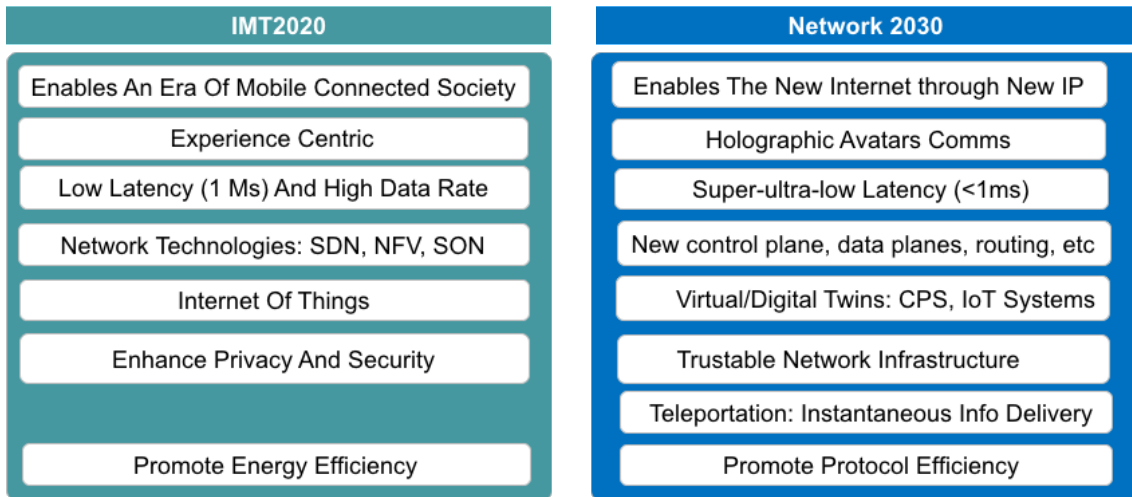 IMT2020
Enables An Era Of Mobile Connected Society
Experience Centric
Low Latency (1 Ms) And High Data Rate
Network Technologies: SDN, NFV, SON
Internet Of Things
Enhance Privacy And Security
Promote Energy Efficiency
Network 2030
Enables The New Internet through New IP
Holographic Avatars Comms
Super-ultra-low Latency (<1ms)
New control plane, data planes, routing, etc
Virtual/Digital Twins: CPS, IoT Systems
Trustable Network Infrastructure
Teleportation: Instantaneous Info Delivery
Promote Protocol Efficiency